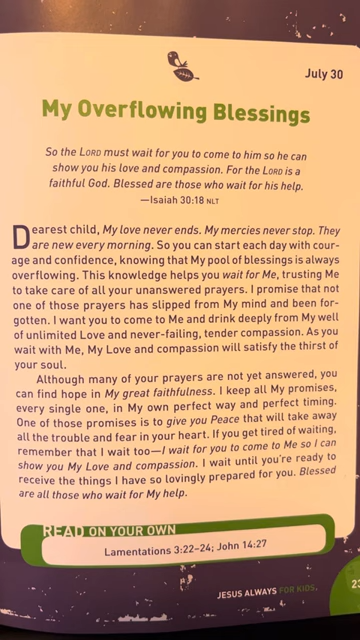 July 30
My Overflowing Blessings
So the LORD must wait for you to come to him so he can
show you his love and compassion. For the LORD is a
faithful God. Blessed are those who wait for his help.
—Isaiah 30:18 NLT
Dearest child, My love never ends. My mercies never stop. They
are new every morning. So you can start each day with cour-
age and confidence, knowing that My pool of blessings is always
overflowing. This knowledge helps you wait for Me, trusting Me
to take care of all your unanswered prayers. I promise that not
one of those prayers has slipped from My mind and been for-
gotten. I want you to come to Me and drink deeply from My well
of unlimited Love and never-failing, tender compassion. As you
wait with Me, My Love and compassion will satisfy the thirst of
your soul.
Although many of your prayers are not yet answered, you
can find hope in My great faithfulness. I keep all My promises,
every single one, in My own perfect way and perfect timing.
One of those promises is to give you Peace that will take away
all the trouble and fear in your heart. If you get tired of waiting,
remember that I wait too—I wait for you to come to Me so I can
show you My Love and compassion. I wait until you're ready to
receive the things I have so lovingly prepared for you. Blessed
are all those who wait for My help.
READ ON YOUR OWN
Lamentations 3:22–24; John 14:27
JESUS ALWAYS FOR KIDS